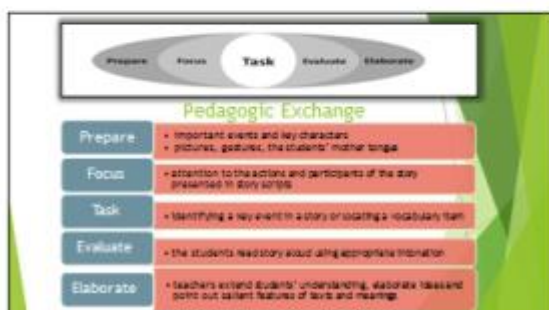 Prepare Focus Task Evaluate Elaborate
Pedagogic Exchange
Prepare
• important events and key characters
• pictures, gestures, the students' mother tongue
Focus
• attention to the actions and participants of the story
presented in story scripts
Task
• identifying a key event in a story or locating a vocabulary item
Evaluate
• the students read story aloud using appropriate intonation
Elaborate
• teachers extend students' understanding, elaborate ideas and
point out salient features of texts and meanings